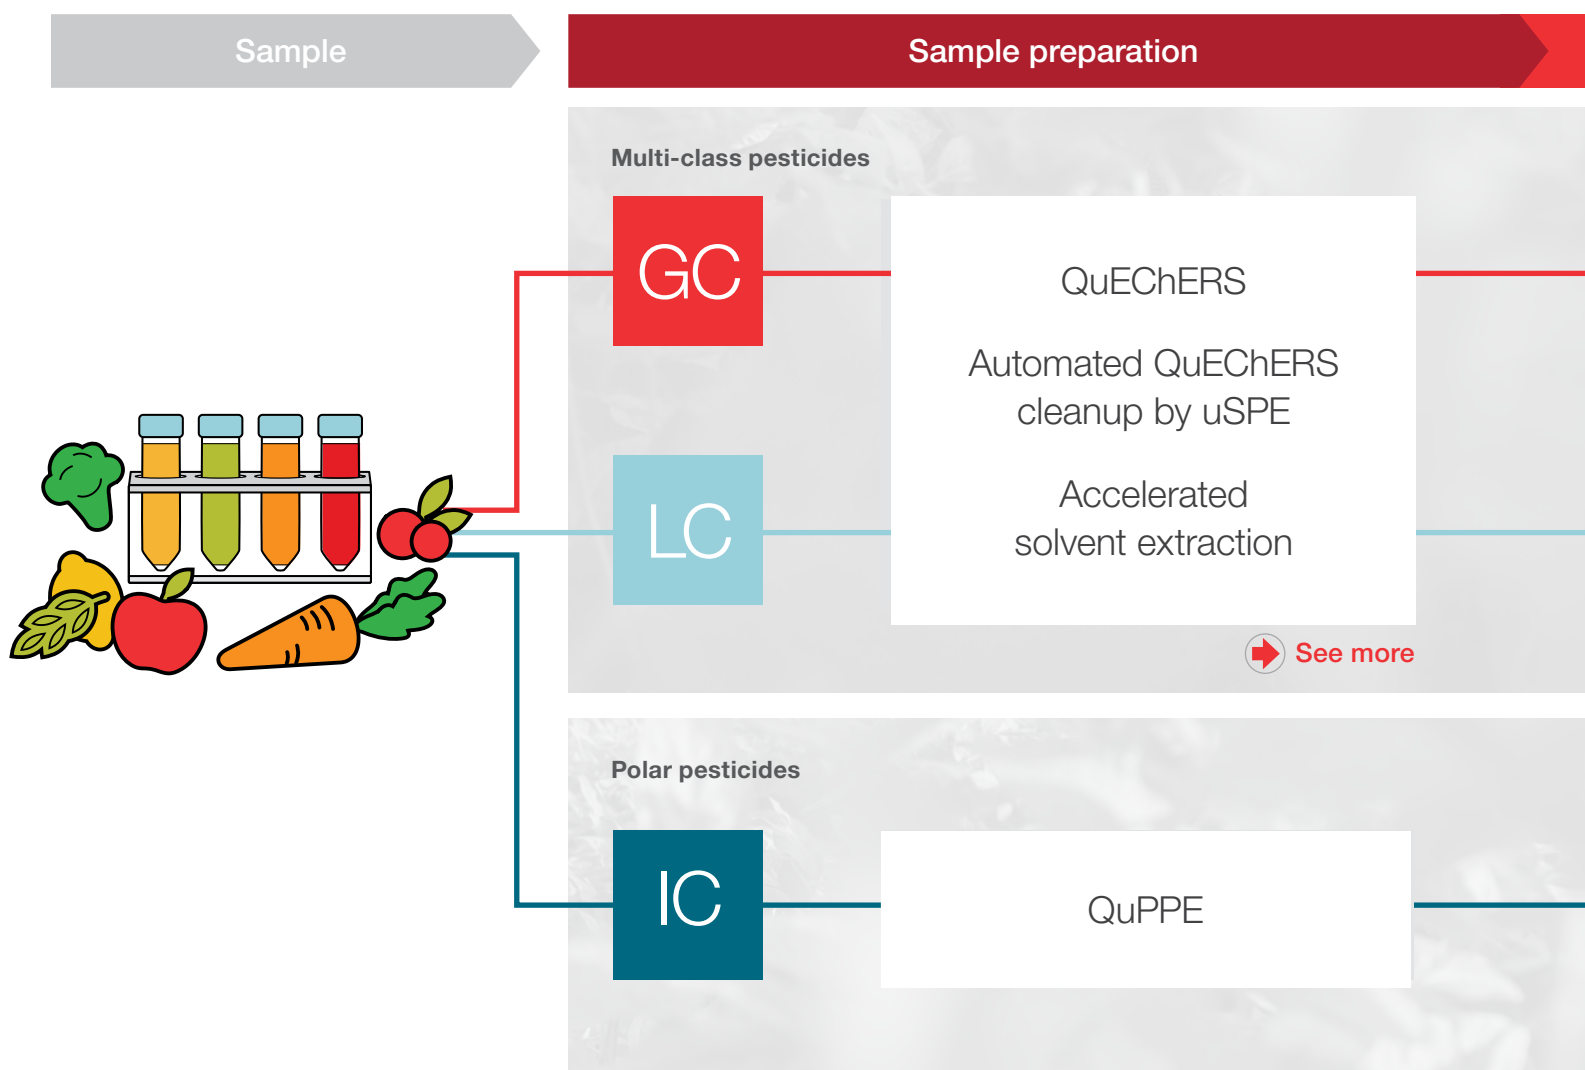 Sample
Sample preparation
Multi-class pesticides
GC
QuEChERS
Automated QuEChERS
cleanup by uSPE
LC
Accelerated
solvent extraction
See more
Polar pesticides
IC
QuPPE